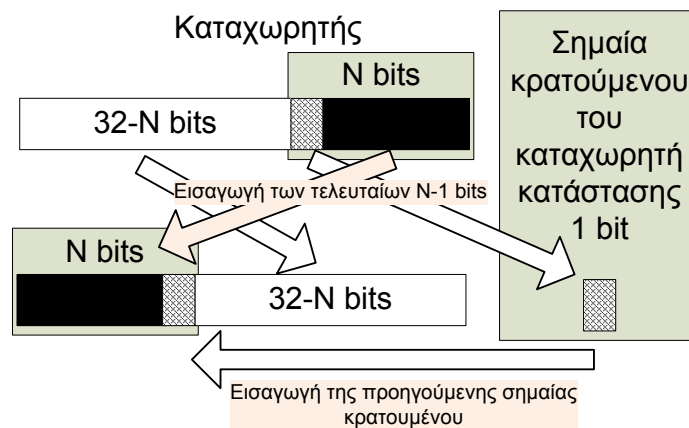 Καταχωρητής
N bits
32-N bits
Σημαία
κρατούμενου
του
καταχωρητή
κατάστασης
1 bit
Εισαγωγή των τελευταίων N-1 bits
N bits
32-N bits
Εισαγωγή της προηγούμενης σημαίας
κρατουμένου